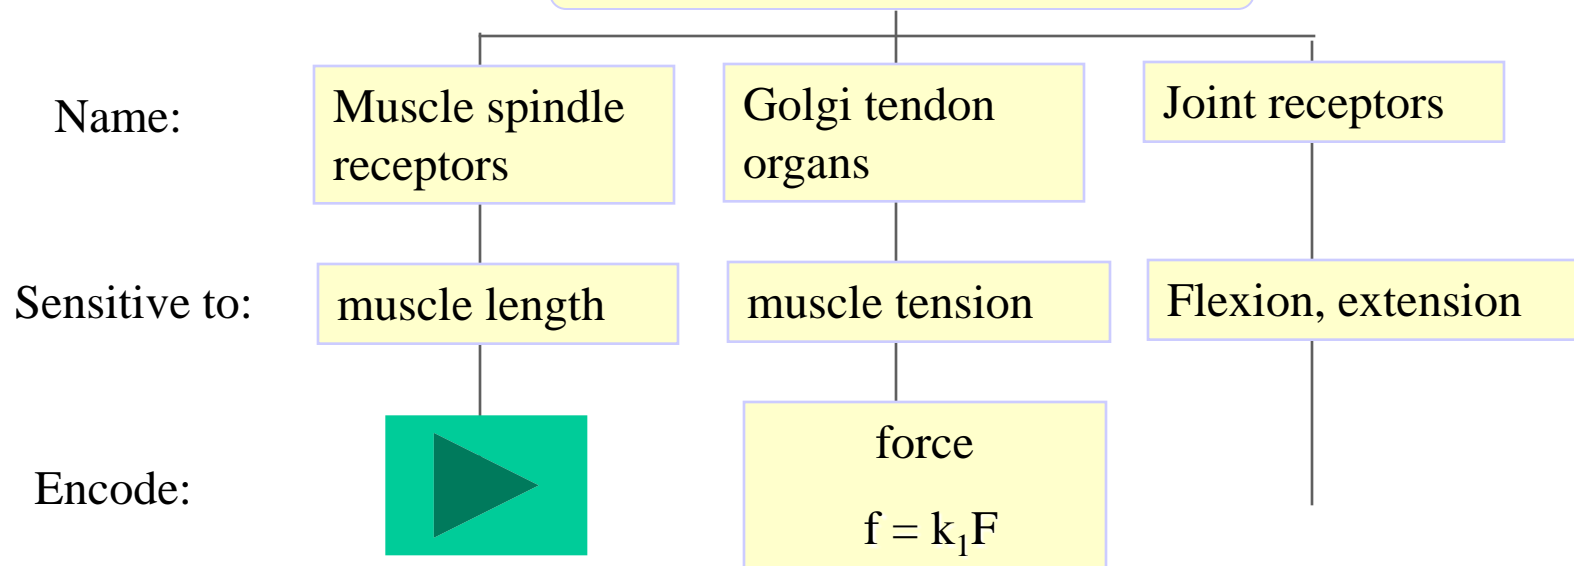 Name:
Muscle spindle
receptors
Golgi tendon
organs
Joint receptors
Sensitive to:
muscle length
muscle tension
Flexion, extension
Encode:
force
f = k₁F